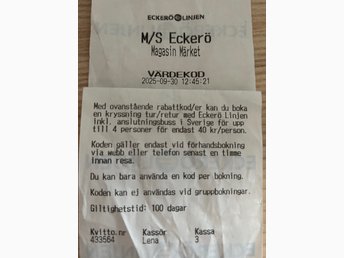 ECKERÖ LINJEN
M/S Eckerö
Magasin Märket
VÄRDEKOD
2025-09-30 12:45:21
Med ovanstående rabattkod/er kan du boka
en kryssning tur/retur med Eckerö Linjen
inkl. anslutningsbuss i Sverige för upp
till 4 personer för endast 40 kr/person.
Koden gäller endast vid förhandsbokning
via webb eller telefon senast en timme
innan resa.
Du kan bara använda en kod per bokning.
Koden kan ej användas vid gruppbokningar.
Giltighetstid: 100 dagar
Kvitto.nr Kassör Kassa
433564 Lena 3